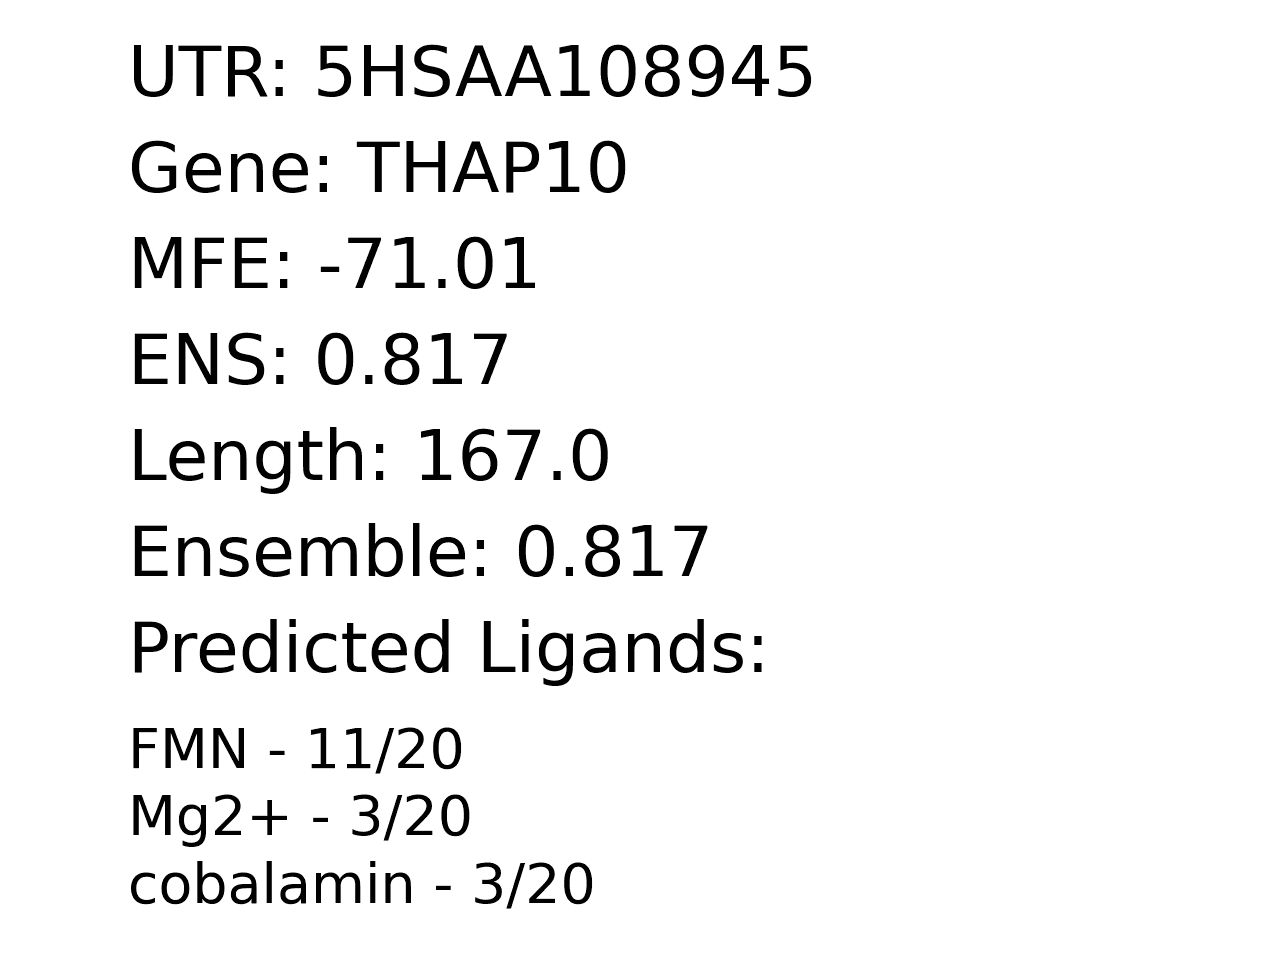 UTR: 5HSAA108945
Gene: THAP10
MFE: -71.01
ENS: 0.817
Length: 167.0
Ensemble: 0.817
Predicted Ligands:
FMN - 11/20
Mg2+ - 3/20
cobalamin - 3/20